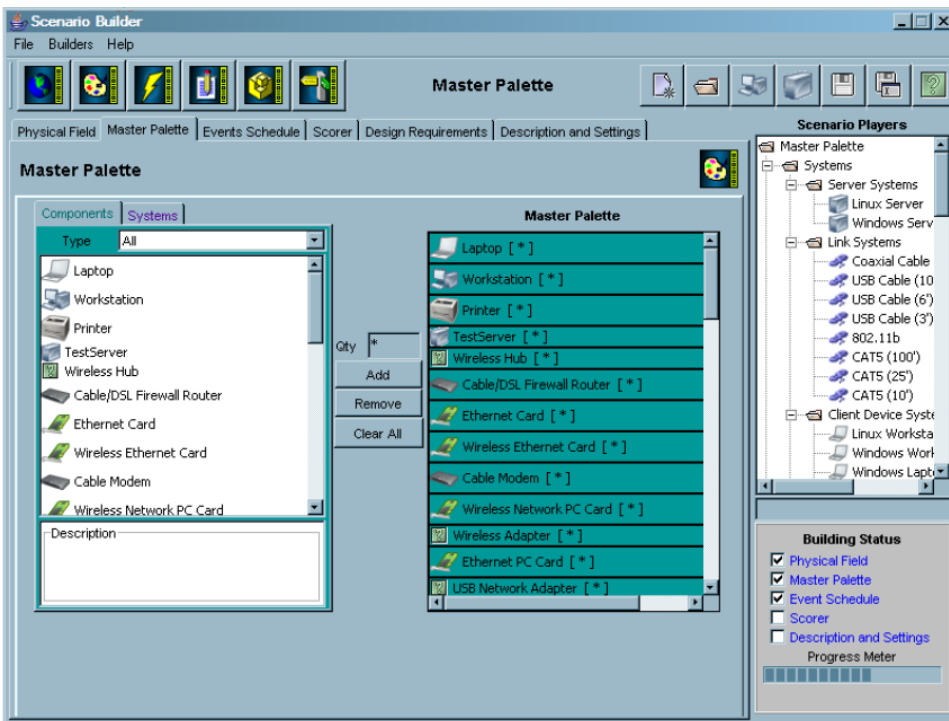 Scenario Builder
File Builders Help
Master Palette
Physical Field Master Palette Events Schedule Scorer Design Requirements Description and Settings
Master Palette
Components Systems
Type All
Laptop
Workstation
Printer
TestServer
Wireless Hub
Cable/DSL Firewall Router
Ethernet Card
Wireless Ethernet Card
Cable Modem
Wireless Network PC Card
Description
Qty *
Add
Remove
Clear All
Master Palette
Laptop [ * ]
Workstation [ * ]
Printer [ * ]
TestServer [ * ]
Wireless Hub [ * ]
Cable/DSL Firewall Router [ * ]
Ethernet Card [ * ]
Wireless Ethernet Card [ * ]
Cable Modem [ * ]
Wireless Network PC Card [ * ]
Wireless Adapter [ * ]
Ethernet PC Card [ * ]
USB Network Adapter [ * ]
Scenario Players
Master Palette
Systems
Server Systems
Linux Server
Windows Serv
Link Systems
Coaxial Cable
USB Cable (10
USB Cable (6')
USB Cable (3')
802.11b
CAT5 (100')
CAT5 (25')
CAT5 (10')
Client Device Syste
Linux Worksta
Windows Work
Windows Lapt
Building Status
Physical Field
Master Palette
Event Schedule
Scorer
Description and Settings
Progress Meter